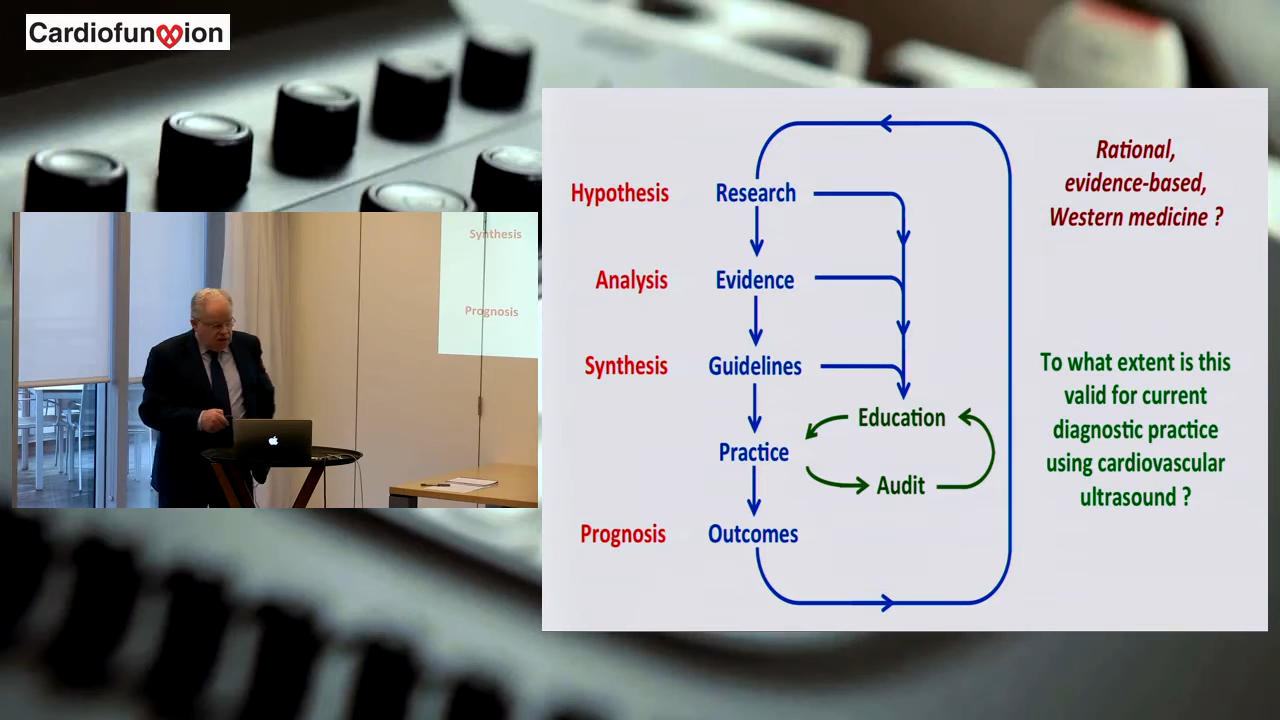 Cardiofunxion
Synthesis
Prognosis
Rational,
evidence-based,
Western medicine ?
Hypothesis
Research
Analysis
Evidence
Synthesis
Guidelines
Education
Practice
Audit
Prognosis
Outcomes
To what extent is this
valid for current
diagnostic practice
using cardiovascular
ultrasound ?